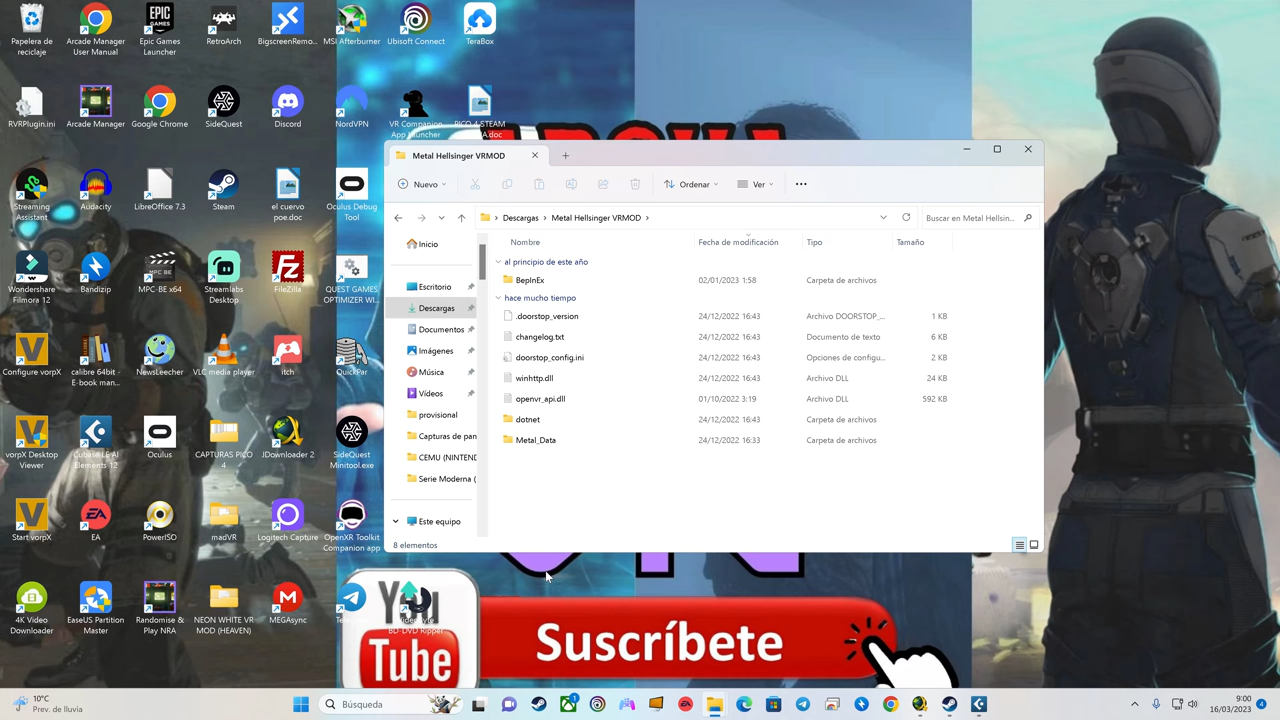 Papelera de
reciclaje
Arcade Manager
User Manual
Epic Games
Launcher
RetroArch
BigscreenRemo...
MSI Afterburner
Ubisoft Connect
TeraBox
RVRPlugin.ini
Arcade Manager
Google Chrome
SideQuest
Discord
NordVPN
VR Companion
App Launcher
PICO 4 STEAM
Streaming
Assistant
Audacity
LibreOffice 7.3
Steam
el cuervo
poe.doc
Oculus Debug
Tool
Wondershare
Filmora 12
Bandizip
MPC-BE x64
Streamlabs
Desktop
FileZilla
QUEST GAMES
OPTIMIZER WI...
Configure vorpX
calibre 64bit -
E-book man...
NewsLeecher
VLC media player
itch
QuickPar
vorpX Desktop
Viewer
Cubase LE AI
Elements 12
Oculus
CAPTURAS PICO
4
JDownloader 2
SideQuest
Minitool.exe
Start vorpX
EA
PowerISO
madVR
Logitech Capture
OpenXR Toolkit
Companion app
4K Video
Downloader
EaseUS Partition
Master
Randomise &
Play NRA
NEON WHITE VR
MOD (HEAVEN)
MEGAsync
BD-DVD Ripper
Metal Hellsinger VRMOD
Nuevo
Ordenar
Ver
Descargas > Metal Hellsinger VRMOD >
Buscar en Metal Hellsin...
Nombre Fecha de modificación Tipo Tamaño
Inicio
Escritorio
Descargas
Documentos
Imágenes
Música
Vídeos
provisional
Capturas de pan
CEMU (NINTEND
Serie Moderna (
Este equipo
al principio de este año
BepInEx 02/01/2023 1:58 Carpeta de archivos
hace mucho tiempo
.doorstop_version 24/12/2022 16:43 Archivo DOORSTOP_... 1 KB
changelog.txt 24/12/2022 16:43 Documento de texto 6 KB
doorstop_config.ini 24/12/2022 16:43 Opciones de configu... 2 KB
winhttp.dll 24/12/2022 16:43 Archivo DLL 24 KB
openvr_api.dll 01/10/2022 3:19 Archivo DLL 592 KB
dotnet 24/12/2022 16:43 Carpeta de archivos
Metal_Data 24/12/2022 16:33 Carpeta de archivos
8 elementos
You
Tube
Suscríbete
10°C
Prev. de lluvia
Búsqueda
1
9:00
16/03/2023
4